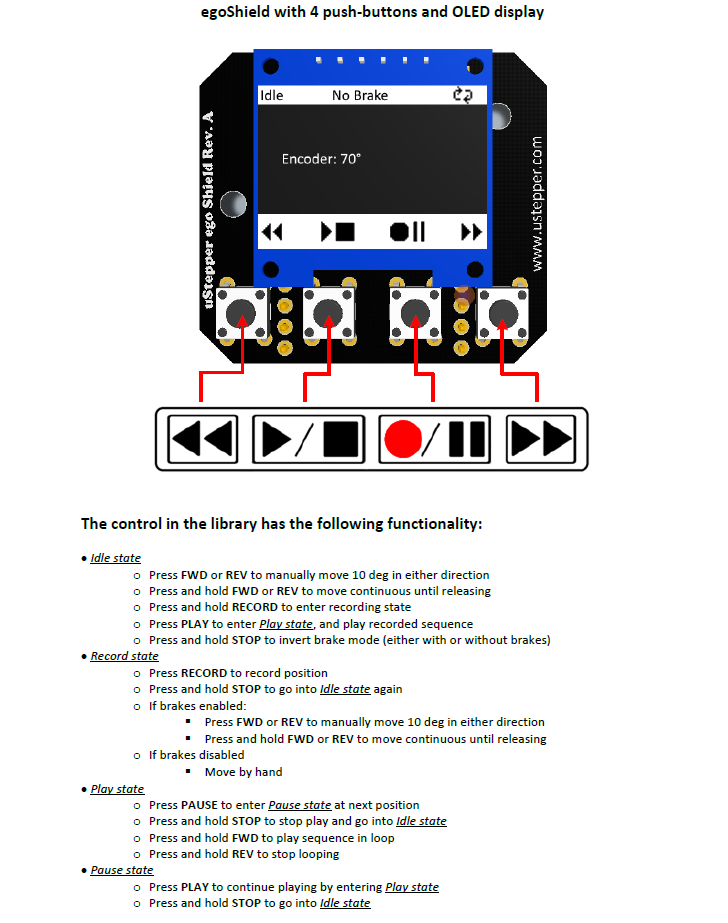 egoShield with 4 push-buttons and OLED display
Idle No Brake
Encoder: 70°
uStepper ego Shield Rev. A
www.ustepper.com
The control in the library has the following functionality:
• Idle state
o Press FWD or REV to manually move 10 deg in either direction
o Press and hold FWD or REV to move continuous until releasing
o Press and hold RECORD to enter recording state
o Press PLAY to enter Play state, and play recorded sequence
o Press and hold STOP to invert brake mode (either with or without brakes)
• Record state
o Press RECORD to record position
o Press and hold STOP to go into Idle state again
o If brakes enabled:
▪ Press FWD or REV to manually move 10 deg in either direction
▪ Press and hold FWD or REV to move continuous until releasing
o If brakes disabled
▪ Move by hand
• Play state
o Press PAUSE to enter Pause state at next position
o Press and hold STOP to stop play and go into Idle state
o Press and hold FWD to play sequence in loop
o Press and hold REV to stop looping
• Pause state
o Press PLAY to continue playing by entering Play state
o Press and hold STOP to go into Idle state